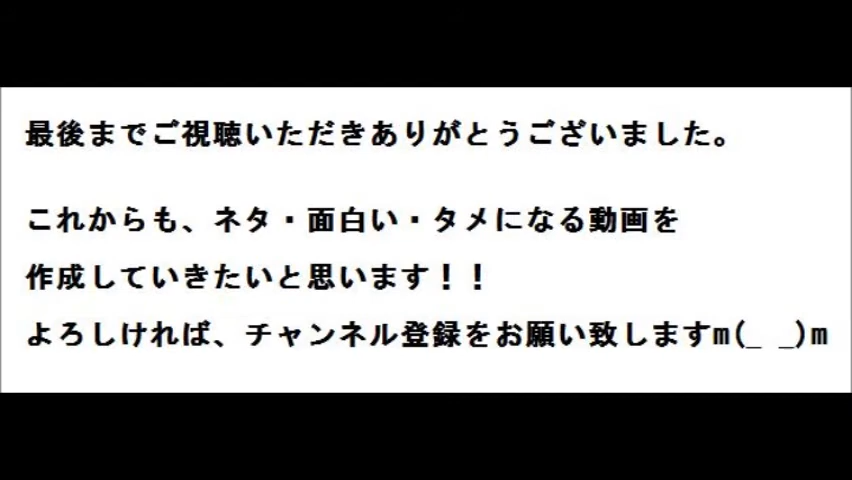 最後までご視聴いただきありがとうございました。
これからも、ネタ・面白い・タメになる動画を
作成していきたいと思います！！
よろしければ、チャンネル登録をお願い致しますm(_ _)m